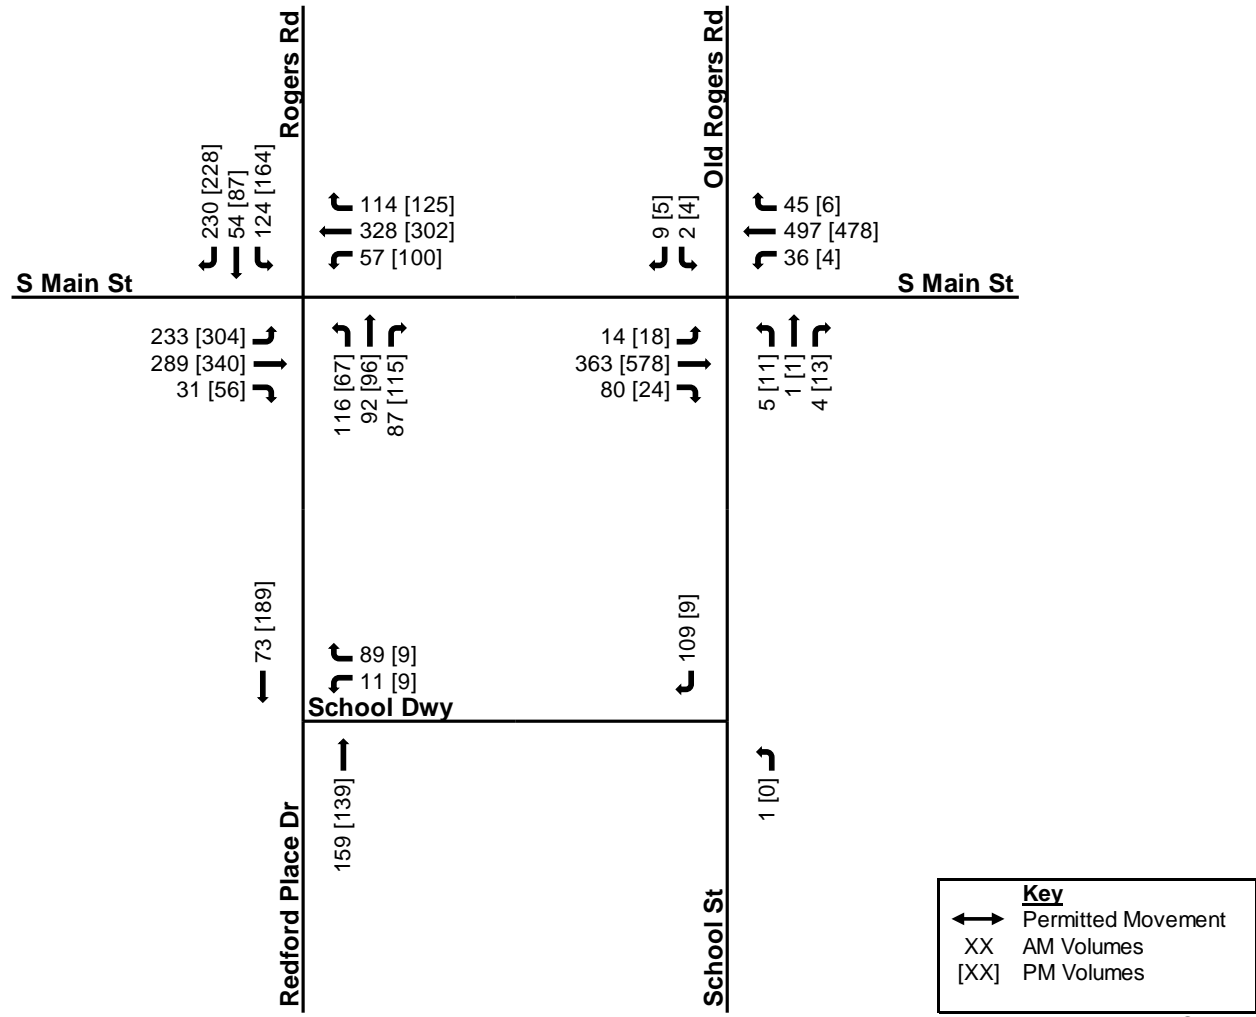 Rogers Rd
Old Rogers Rd
230 [228]
54 [87]
124 [164]
114 [125]
328 [302]
57 [100]
9 [5]
2 [4]
45 [6]
497 [478]
36 [4]
S Main St
S Main St
233 [304]
289 [340]
31 [56]
116 [67]
92 [96]
87 [115]
14 [18]
363 [578]
80 [24]
5 [11]
1 [1]
4 [13]
73 [189]
89 [9]
11 [9]
109 [9]
School Dwy
159 [139]
1 [0]
Redford Place Dr
School St
Key
Permitted Movement
XX AM Volumes
[XX] PM Volumes